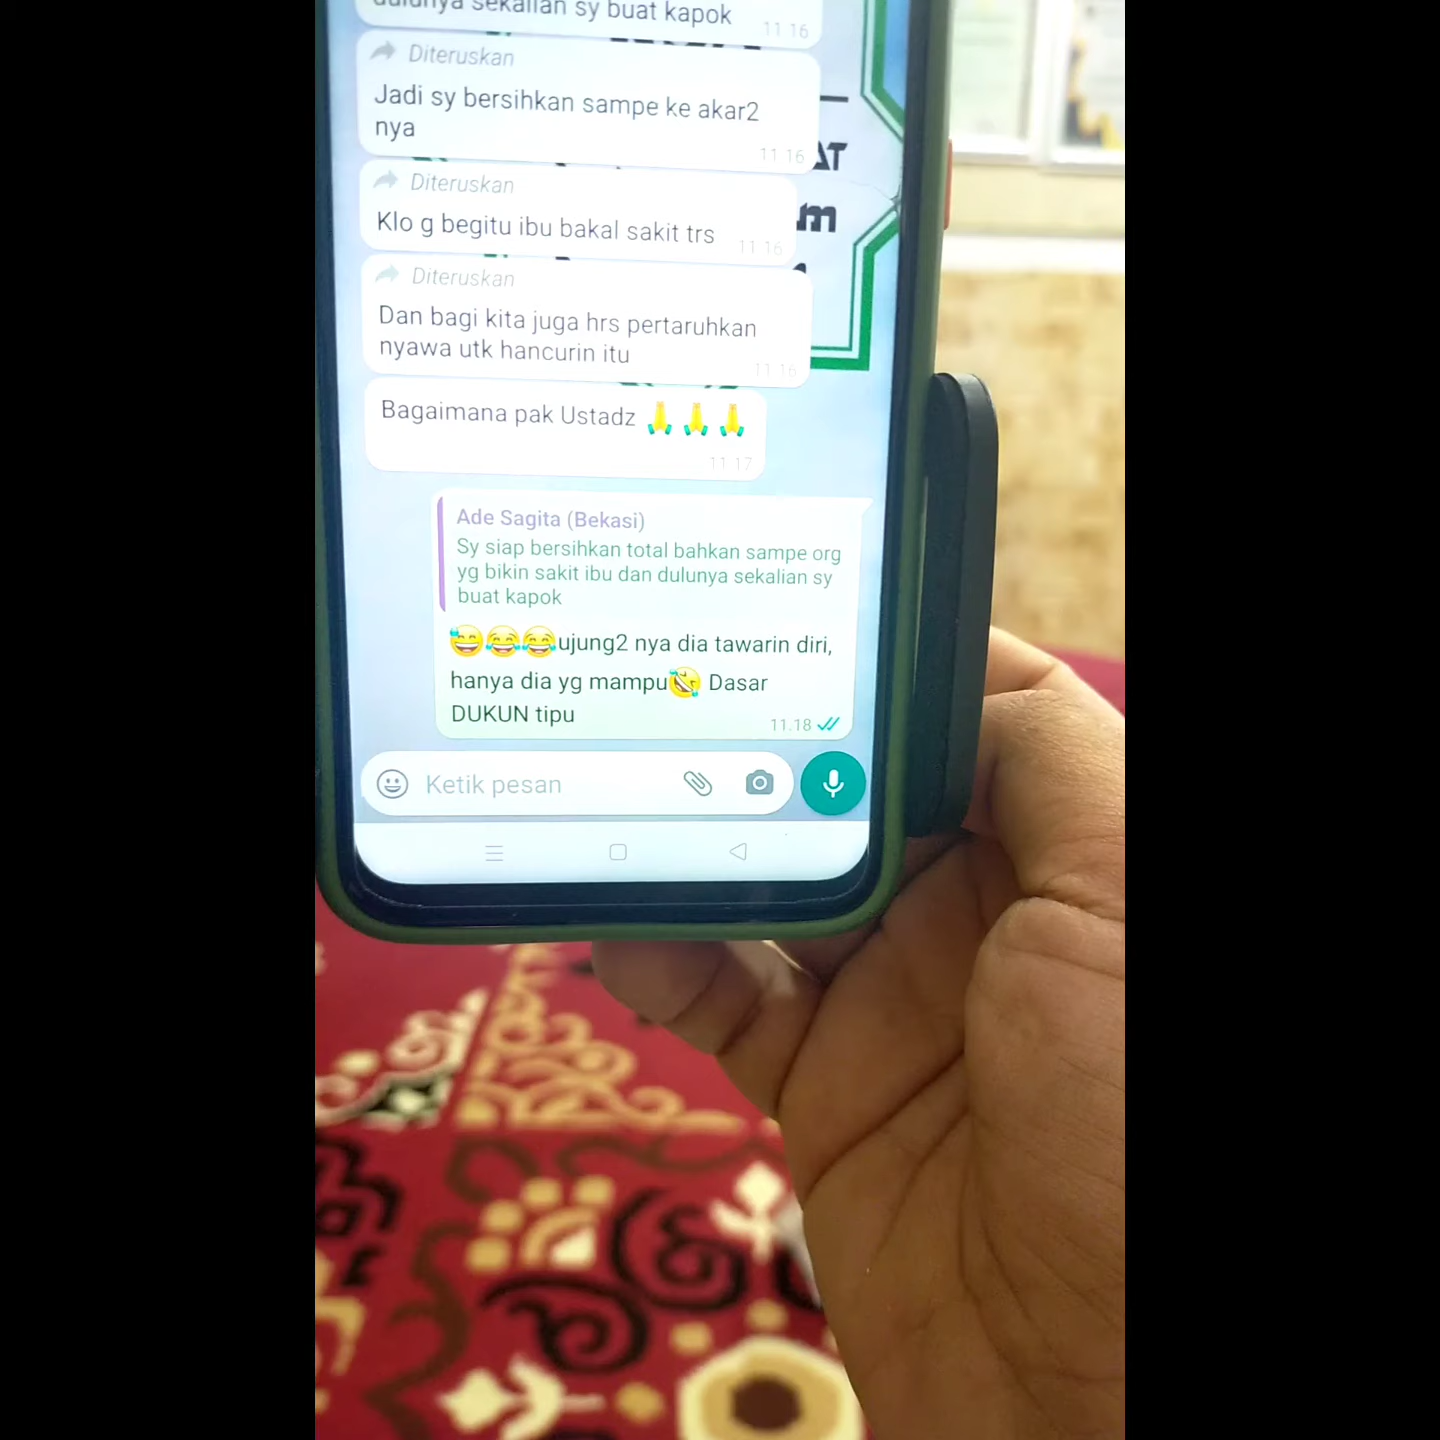 dulunya sekalian sy buat kapok
11.16
Diteruskan
Jadi sy bersihkan sampe ke akar2
nya
11.16
AT
Diteruskan
Klo g begitu ibu bakal sakit trs
11.16
m
Diteruskan
Dan bagi kita juga hrs pertaruhkan
nyawa utk hancurin itu
11.16
Bagaimana pak Ustadz 🙏🙏🙏
11.17
Ade Sagita (Bekasi)
Sy siap bersihkan total bahkan sampe org
yg bikin sakit ibu dan dulunya sekalian sy
buat kapok
😅😂😂ujung2 nya dia tawarin diri,
hanya dia yg mampu🤣 Dasar
DUKUN tipu
11.18
Ketik pesan